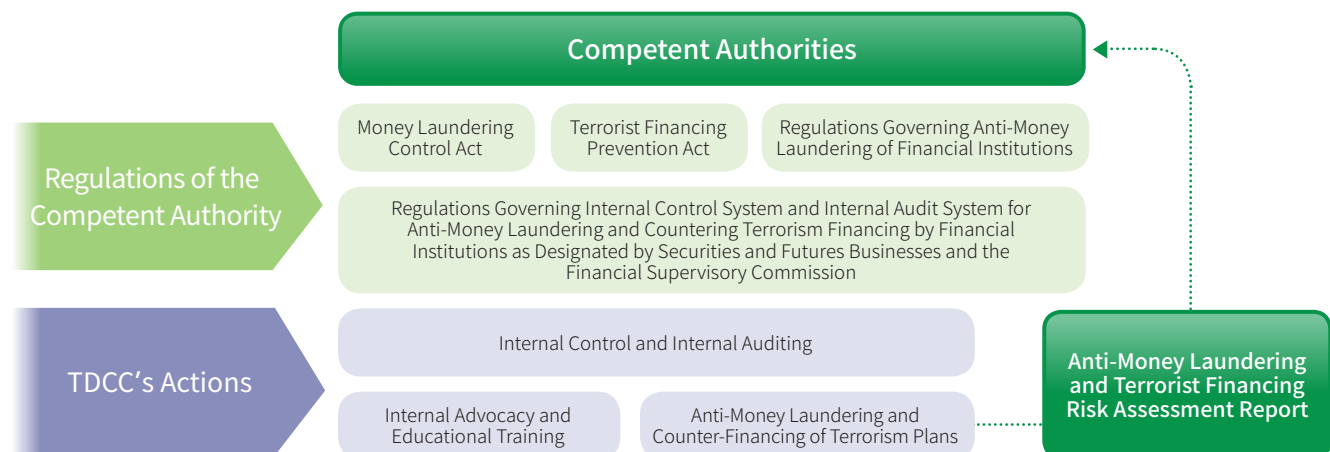 Competent Authorities
Regulations of the
Competent Authority
Money Laundering
Control Act
Terrorist Financing
Prevention Act
Regulations Governing Anti-Money
Laundering of Financial Institutions
Regulations Governing Internal Control System and Internal Audit System for
Anti-Money Laundering and Countering Terrorism Financing by Financial
Institutions as Designated by Securities and Futures Businesses and the
Financial Supervisory Commission
TDCC's Actions
Internal Control and Internal Auditing
Internal Advocacy and
Educational Training
Anti-Money Laundering and
Counter-Financing of Terrorism Plans
Anti-Money Laundering
and Terrorist Financing
Risk Assessment Report